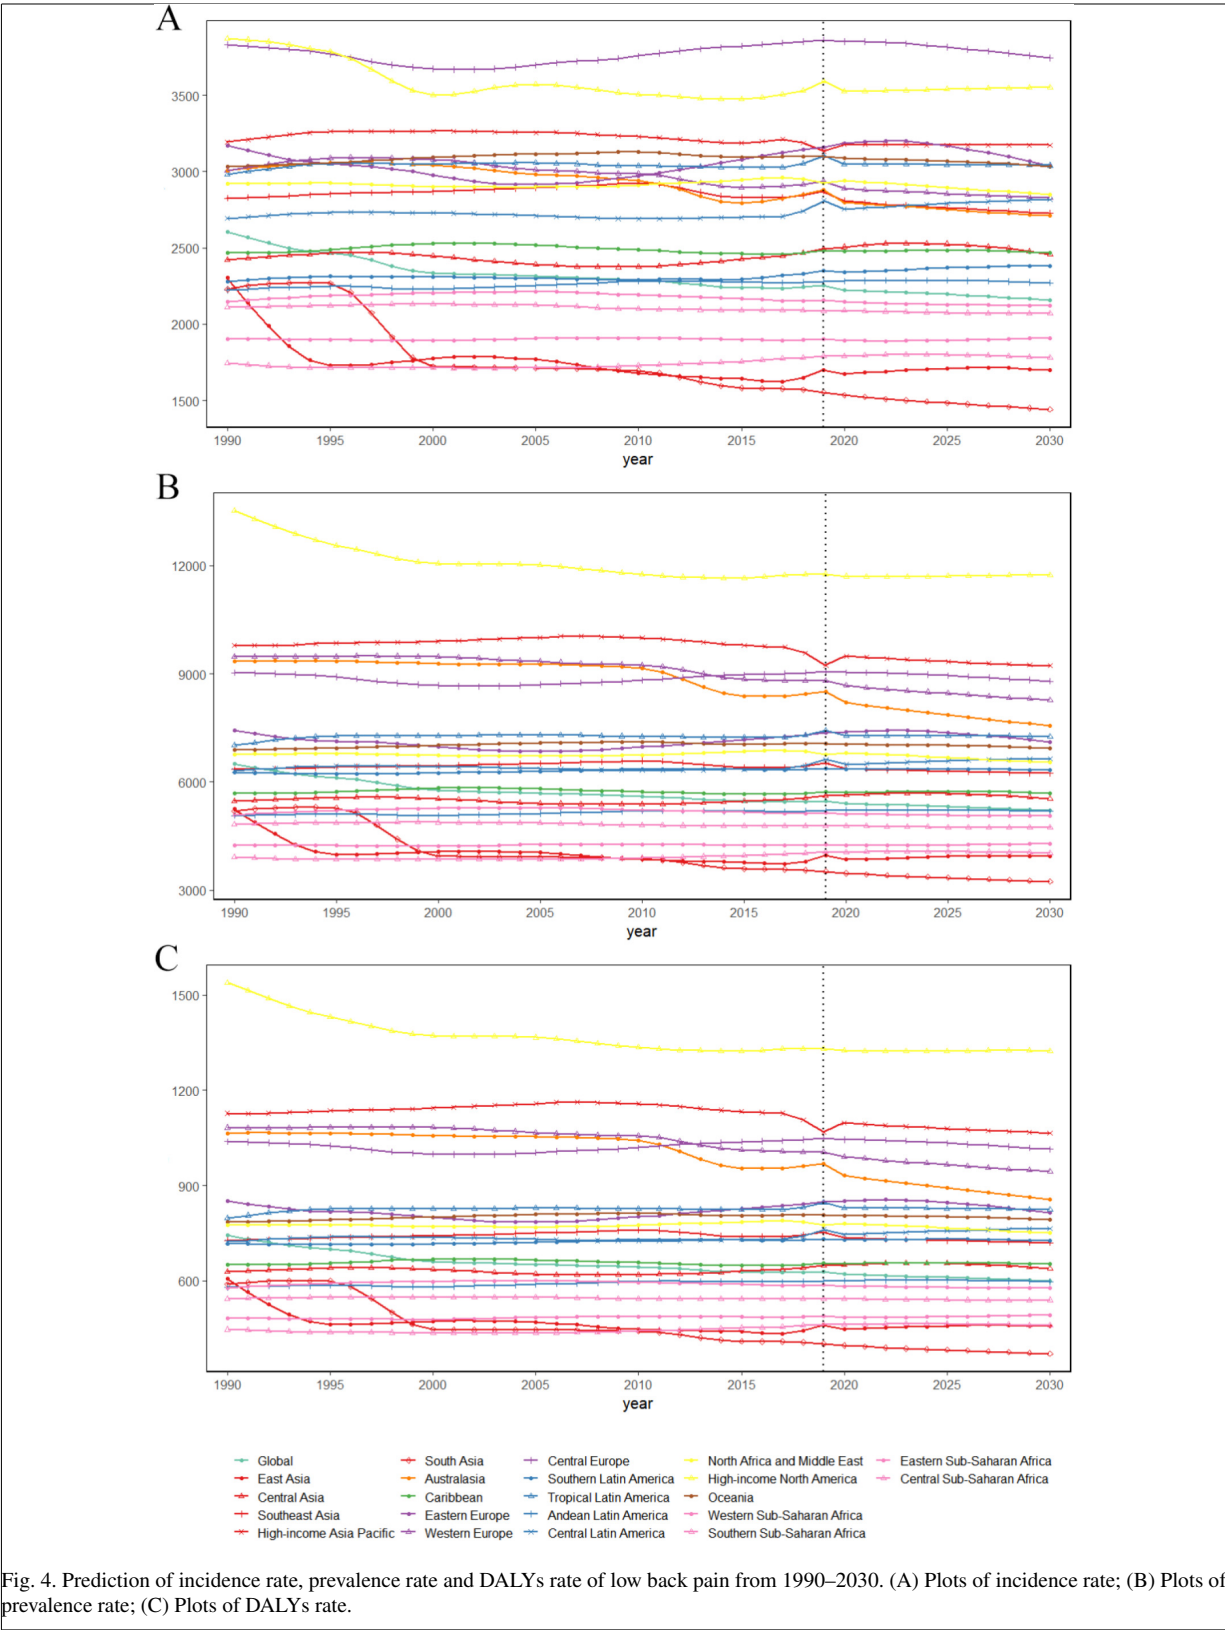 A
3500
3000
2500
2000
1500
1990 1995 2000 2005 2010 2015 2020 2025 2030
year
B
12000
9000
6000
3000
1990 1995 2000 2005 2010 2015 2020 2025 2030
year
C
1500
1200
900
600
1990 1995 2000 2005 2010 2015 2020 2025 2030
year
Global South Asia Central Europe North Africa and Middle East Eastern Sub-Saharan Africa
East Asia Australasia Southern Latin America High-income North America Central Sub-Saharan Africa
Central Asia Caribbean Tropical Latin America Oceania
Southeast Asia Eastern Europe Andean Latin America Western Sub-Saharan Africa
High-income Asia Pacific Western Europe Central Latin America Southern Sub-Saharan Africa
Fig. 4. Prediction of incidence rate, prevalence rate and DALYs rate of low back pain from 1990–2030. (A) Plots of incidence rate; (B) Plots of
prevalence rate; (C) Plots of DALYs rate.